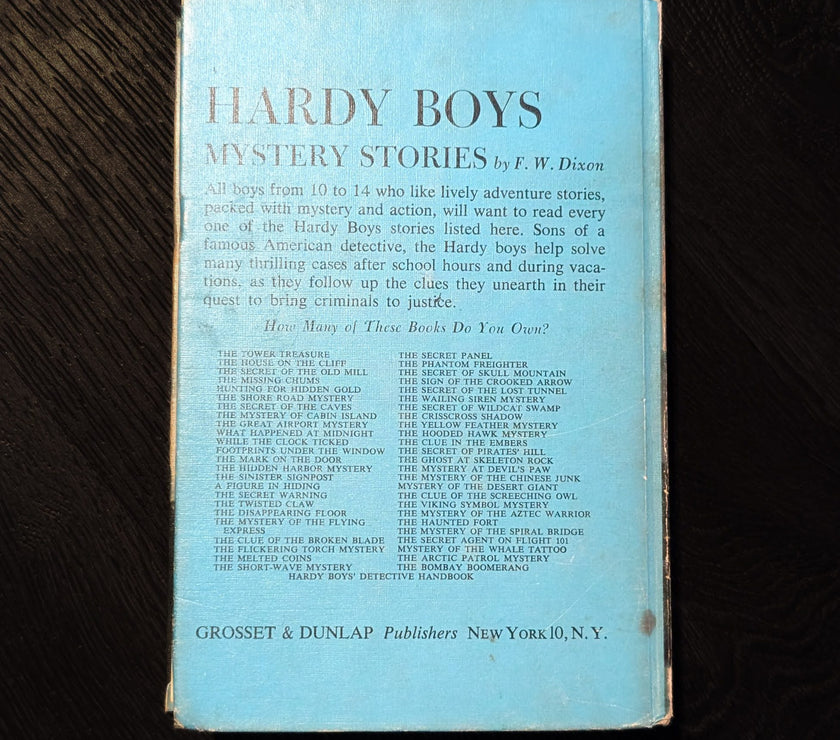 HARDY BOYS
MYSTERY STORIES by F. W. Dixon
All boys from 10 to 14 who like lively adventure stories,
packed with mystery and action, will want to read every
one of the Hardy Boys stories listed here. Sons of a
famous American detective, the Hardy boys help solve
many thrilling cases after school hours and during vaca-
tions, as they follow up the clues they unearth in their
quest to bring criminals to justice.
How Many of These Books Do You Own?
THE TOWER TREASURE
THE HOUSE ON THE CLIFF
THE SECRET OF THE OLD MILL
THE MISSING CHUMS
HUNTING FOR HIDDEN GOLD
THE SHORE ROAD MYSTERY
THE SECRET OF THE CAVES
THE MYSTERY OF CABIN ISLAND
THE GREAT AIRPORT MYSTERY
WHAT HAPPENED AT MIDNIGHT
WHILE THE CLOCK TICKED
FOOTPRINTS UNDER THE WINDOW
THE MARK ON THE DOOR
THE HIDDEN HARBOR MYSTERY
THE SINISTER SIGNPOST
A FIGURE IN HIDING
THE SECRET WARNING
THE TWISTED CLAW
THE DISAPPEARING FLOOR
THE MYSTERY OF THE FLYING
EXPRESS
THE CLUE OF THE BROKEN BLADE
THE FLICKERING TORCH MYSTERY
THE MELTED COINS
THE SHORT-WAVE MYSTERY
THE SECRET PANEL
THE PHANTOM FREIGHTER
THE SECRET OF SKULL MOUNTAIN
THE SIGN OF THE CROOKED ARROW
THE SECRET OF THE LOST TUNNEL
THE WAILING SIREN MYSTERY
THE SECRET OF WILDCAT SWAMP
THE CRISSCROSS SHADOW
THE YELLOW FEATHER MYSTERY
THE HOODED HAWK MYSTERY
THE CLUE IN THE EMBERS
THE SECRET OF PIRATES' HILL
THE GHOST AT SKELETON ROCK
THE MYSTERY AT DEVIL'S PAW
THE MYSTERY OF THE CHINESE JUNK
MYSTERY OF THE DESERT GIANT
THE CLUE OF THE SCREECHING OWL
THE VIKING SYMBOL MYSTERY
THE MYSTERY OF THE AZTEC WARRIOR
THE HAUNTED FORT
THE MYSTERY OF THE SPIRAL BRIDGE
THE SECRET AGENT ON FLIGHT 101
MYSTERY OF THE WHALE TATTOO
THE ARCTIC PATROL MYSTERY
THE BOMBAY BOOMERANG
HARDY BOYS' DETECTIVE HANDBOOK
GROSSET & DUNLAP Publishers NEW YORK 10, N. Y.